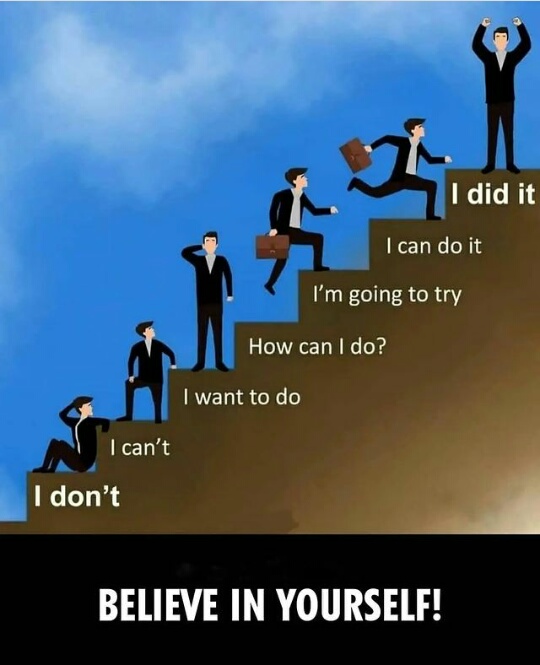 I did it
I can do it
I'm going to try
How can I do?
I want to do
I can't
I don't
BELIEVE IN YOURSELF!